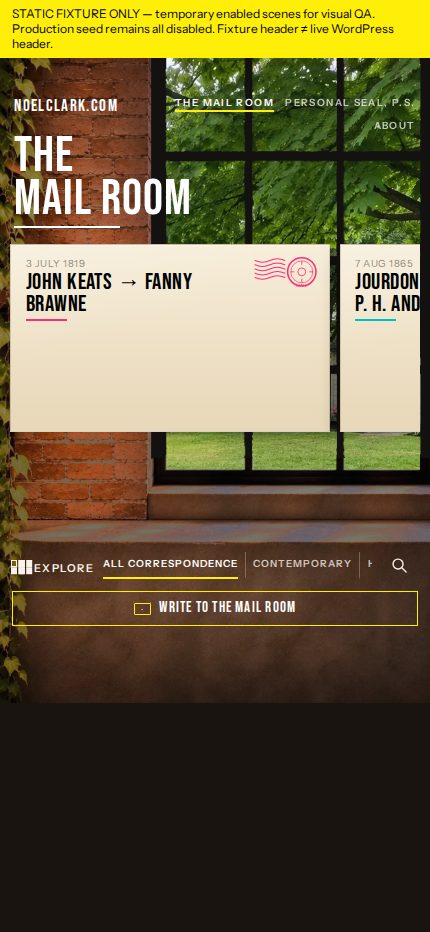 STATIC FIXTURE ONLY — temporary enabled scenes for visual QA.
Production seed remains all disabled. Fixture header ≠ live WordPress
header.
NOELCLARK.COM
THE MAIL ROOM
PERSONAL SEAL, P.S.
ABOUT
THE
MAIL ROOM
3 JULY 1819
JOHN KEATS → FANNY
BRAWNE
7 AUG 1865
JOURDON
P. H. AND
EXPLORE
ALL CORRESPONDENCE
CONTEMPORARY
WRITE TO THE MAIL ROOM